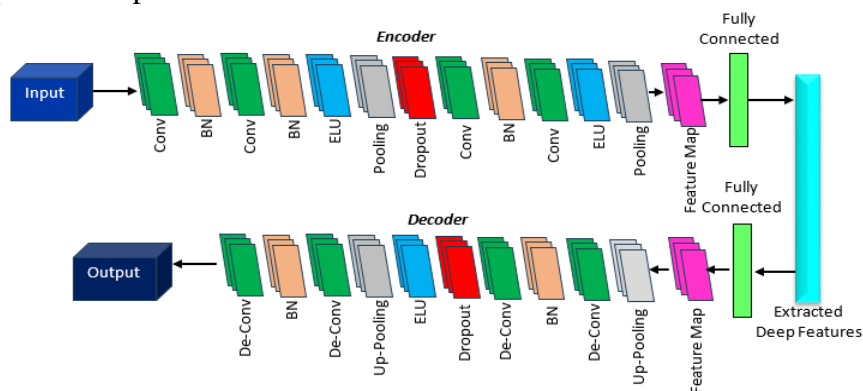 Encoder
Fully
Connected
Input
Conv
BN
Conv
BN
ELU
Pooling
Dropout
Conv
BN
Conv
ELU
Pooling
Feature Map
Decoder
Fully
Connected
Output
De-Conv
BN
De-Conv
Up-Pooling
ELU
Dropout
De-Conv
BN
De-Conv
Up-Pooling
Feature Map
Extracted
Deep Features